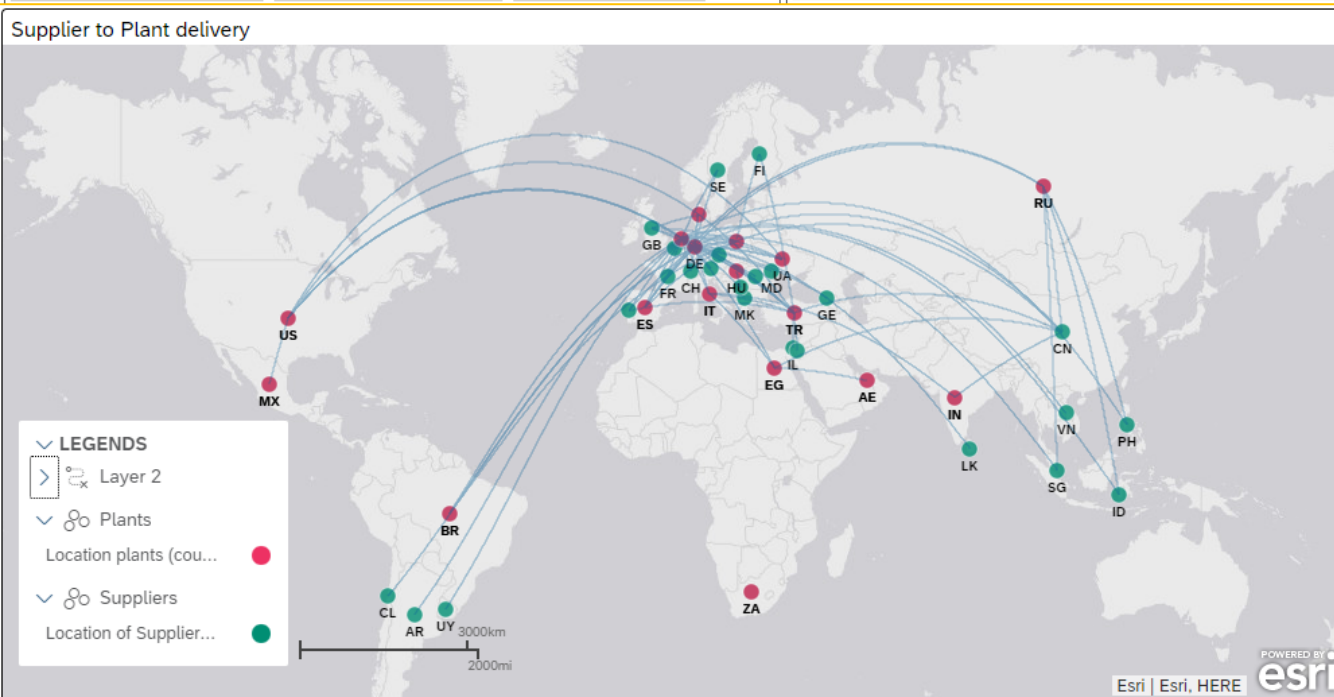 Supplier to Plant delivery
FI
SE
RU
GB
DE
UA
FR
CH
HU
MD
ES
IT
MK
GE
TR
US
CN
IL
EG
AE
MX
IN
VN
PH
LK
SG
ID
BR
CL
AR
UY
ZA
LEGENDS
Layer 2
Plants
Location plants (cou...
Suppliers
Location of Supplier...
3000km
2000mi
Esri | Esri, HERE
POWERED BY
esri